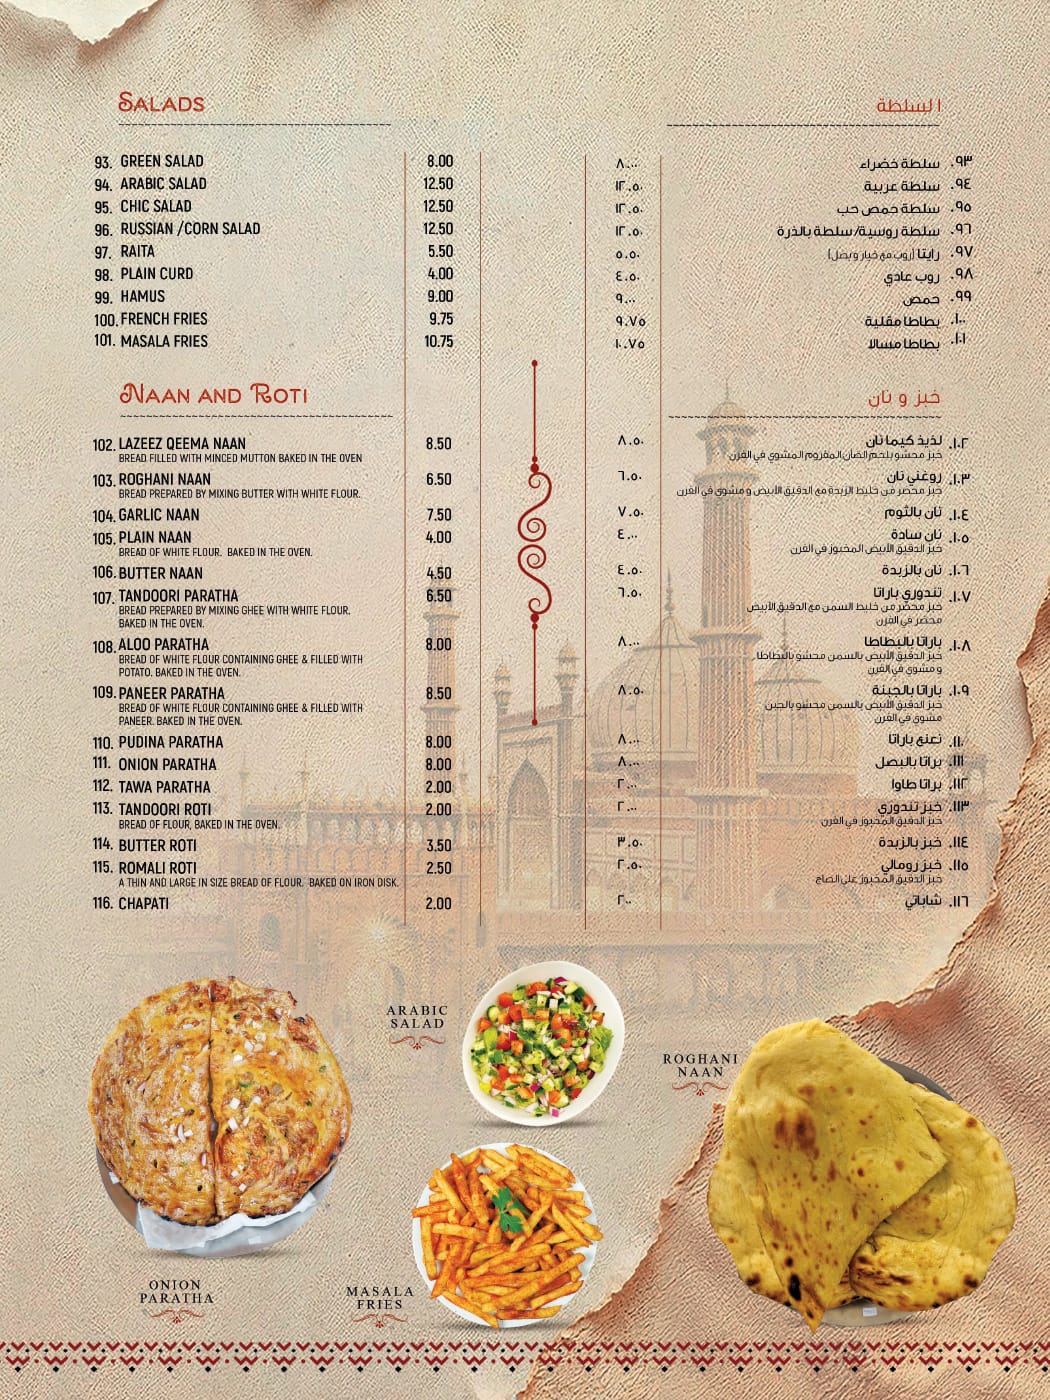 Salads
93. GREEN SALAD 8.00
94. ARABIC SALAD 12.50
95. CHIC SALAD 12.50
96. RUSSIAN /CORN SALAD 12.50
97. RAITA 5.50
98. PLAIN CURD 4.00
99. HAMUS 9.00
100. FRENCH FRIES 9.75
101. MASALA FRIES 10.75
Naan and Roti
102. LAZEEZ QEEMA NAAN 8.50
BREAD FILLED WITH MINCED MUTTON BAKED IN THE OVEN
103. ROGHANI NAAN 6.50
BREAD PREPARED BY MIXING BUTTER WITH WHITE FLOUR.
104. GARLIC NAAN 7.50
105. PLAIN NAAN 4.00
BREAD OF WHITE FLOUR. BAKED IN THE OVEN.
106. BUTTER NAAN 4.50
107. TANDOORI PARATHA 6.50
BREAD PREPARED BY MIXING GHEE WITH WHITE FLOUR.
BAKED IN THE OVEN.
108. ALOO PARATHA 8.00
BREAD OF WHITE FLOUR CONTAINING GHEE & FILLED WITH
POTATO. BAKED IN THE OVEN.
109. PANEER PARATHA 8.50
BREAD OF WHITE FLOUR CONTAINING GHEE & FILLED WITH
PANEER. BAKED IN THE OVEN.
110. PUDINA PARATHA 8.00
111. ONION PARATHA 8.00
112. TAWA PARATHA 2.00
113. TANDOORI ROTI 2.00
BREAD OF FLOUR, BAKED IN THE OVEN.
114. BUTTER ROTI 3.50
115. ROMALI ROTI 2.50
A THIN AND LARGE IN SIZE BREAD OF FLOUR. BAKED ON IRON DISK.
116. CHAPATI 2.00
السلطة
٩٣. سلطة خضراء ٨.٠٠
٩٤. سلطة عربية ١٢.٥٠
٩٥. سلطة حمص حب ١٢.٥٠
٩٦. سلطة روسية/سلطة بالذرة ١٢.٥٠
٩٧. رايتا (روب مع خيار و بصل) ٥.٥٠
٩٨. روب عادي ٤.٥٠
٩٩. حمص ٩.٠٠
١٠٠. بطاطا مقلية ٩.٧٥
١٠١. بطاطا مسالا ١٠.٧٥
خبز و نان
١٠٢. لذيذ كيما نان ٨.٥٠
خبز محشو بلحم الضأن المفروم المشوي في الفرن
١٠٣. روغني نان ٦.٥٠
خبز محضر من خليط الزبدة مع الدقيق الأبيض و مشوي في الفرن
١٠٤. نان بالثوم ٧.٥٠
١٠٥. نان سادة ٤.٠٠
خبز الدقيق الأبيض المخبوز في الفرن
١٠٦. نان بالزبدة ٤.٥٠
١٠٧. تندوري باراتا ٦.٥٠
خبز محضر من خليط السمن مع الدقيق الأبيض
محضر في الفرن
١٠٨. باراتا بالبطاطا ٨.٠٠
خبز الدقيق الأبيض بالسمن محشو بالبطاطا
و مشوي في الفرن
١٠٩. باراتا بالجبنة ٨.٥٠
خبز الدقيق الأبيض بالسمن محشو بالجبن
مشوي في الفرن
١١٠. نعنع باراتا ٨.٠٠
١١١. براتا بالبصل ٨.٠٠
١١٢. براتا طاوا ٢.٠٠
١١٣. خبز تندوري ٢.٠٠
خبز الدقيق المخبوز في الفرن
١١٤. خبز بالزبدة ٣.٥٠
١١٥. خبز رومالي ٢.٥٠
خبز الدقيق المخبوز على الصاج
١١٦. شاباتي ٢.٠٠
ARABIC
SALAD
ROGHANI
NAAN
ONION
PARATHA
MASALA
FRIES